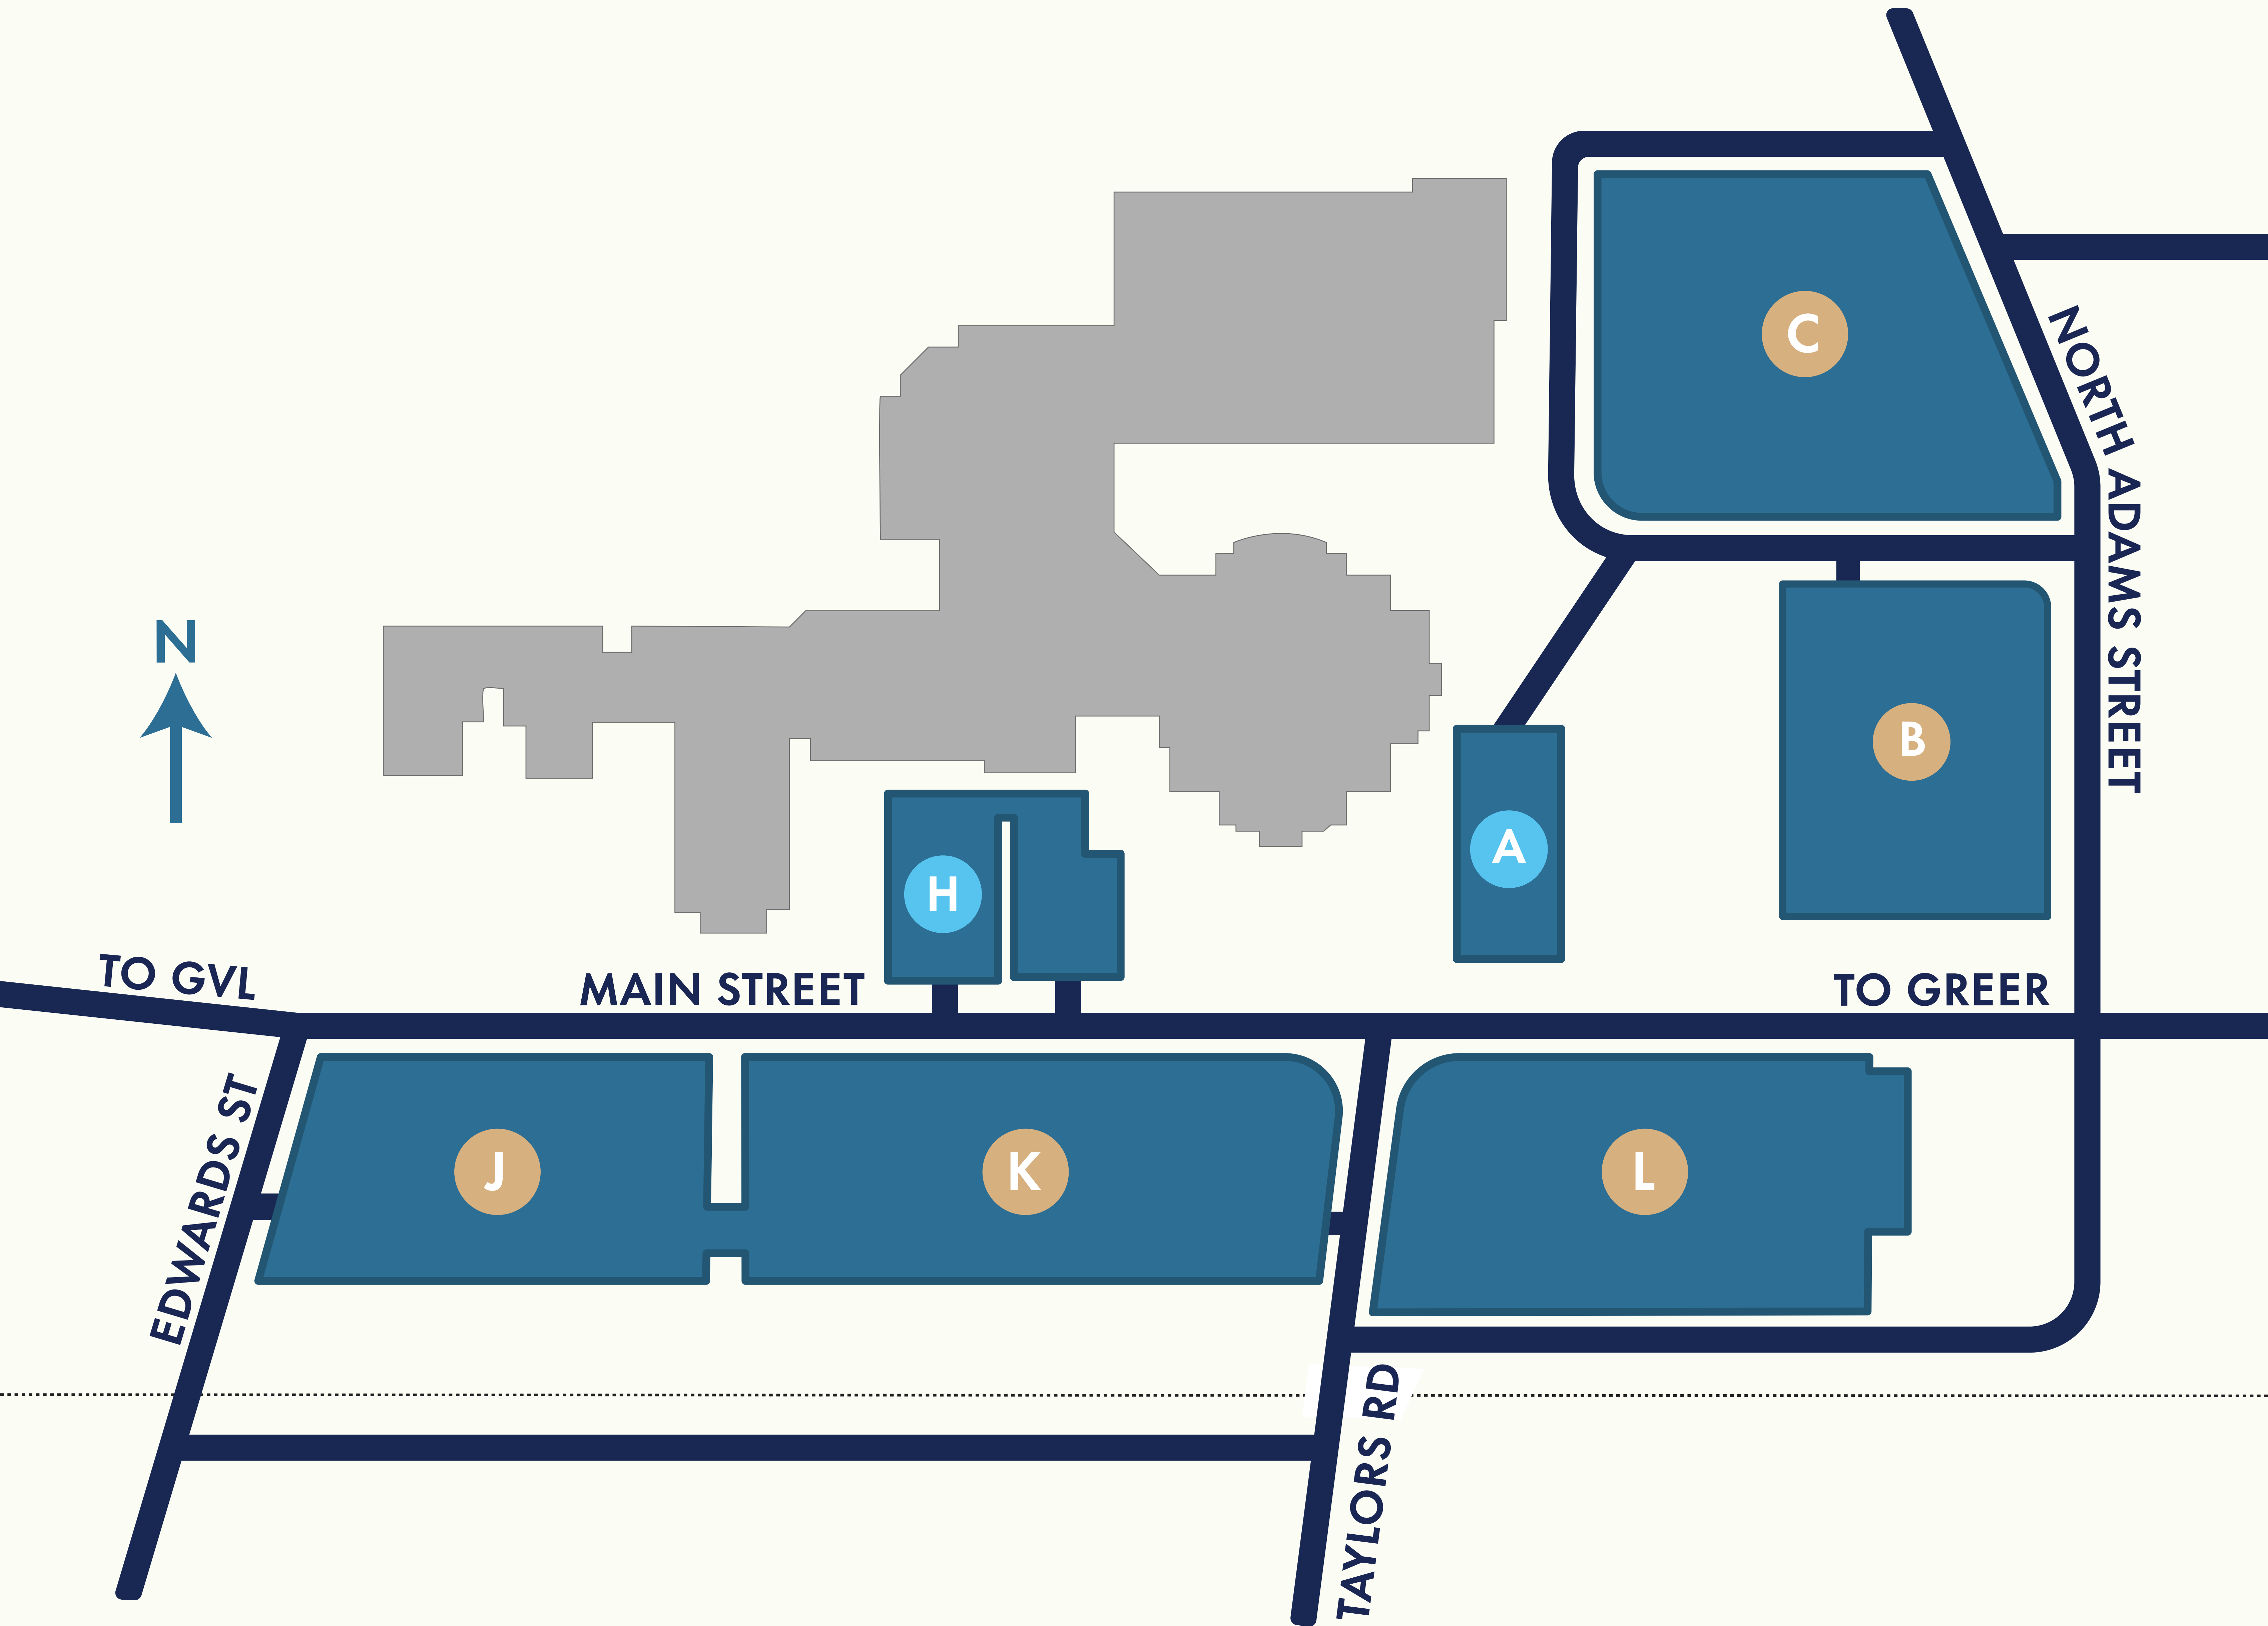 C
NORTH ADAMS STREET
N
B
A
H
TO GVL
MAIN STREET
TO GREER
EDWARDS ST
J
K
L
TAYLORS RD